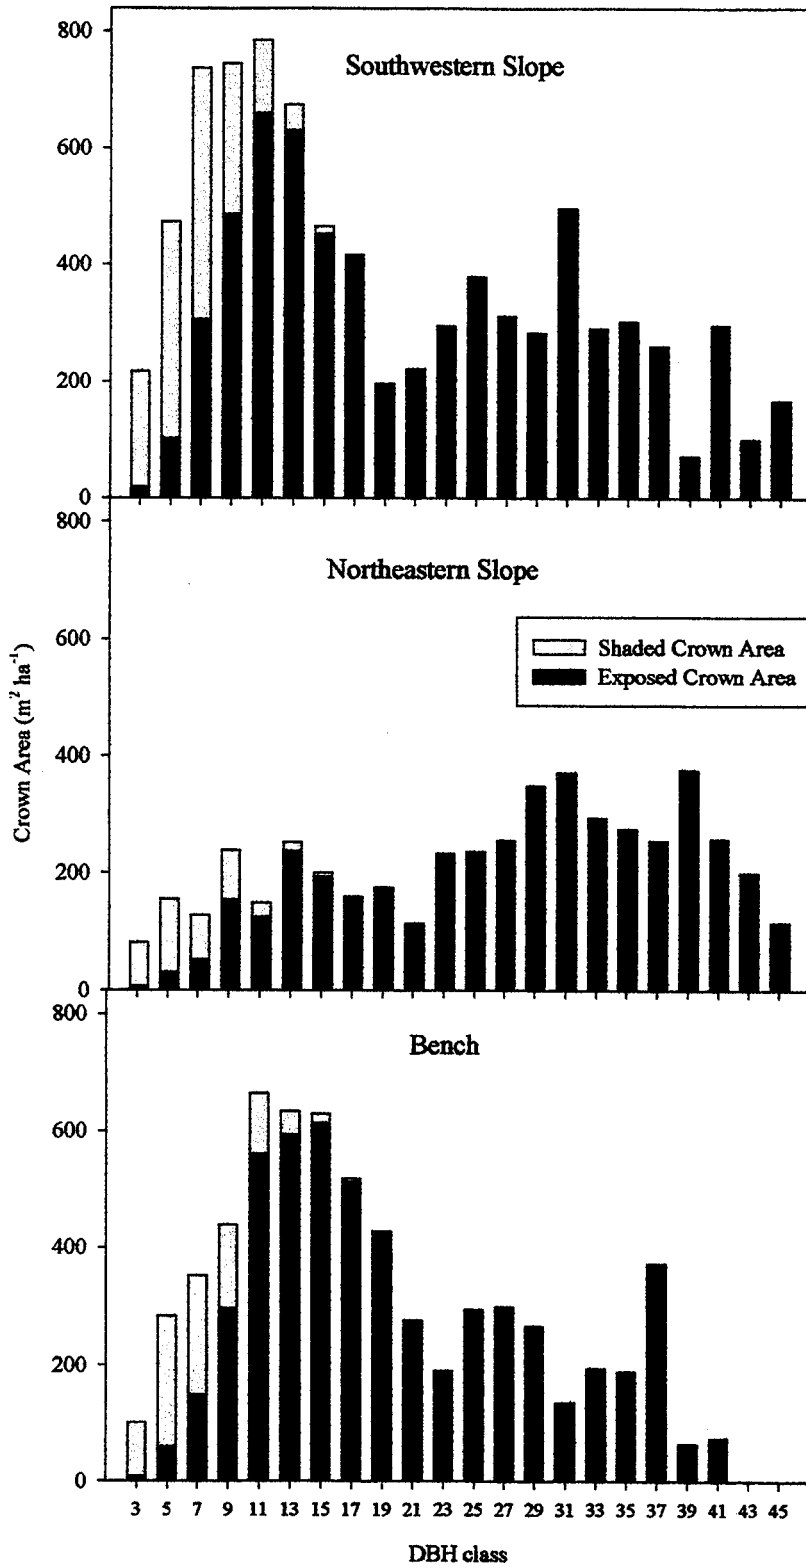 800
Southwestern Slope
600
400
200
0
800
Northeastern Slope
600
Shaded Crown Area
Exposed Crown Area
400
200
0
Crown Area (m² ha⁻¹)
800
Bench
600
400
200
0
3 5 7 9 11 13 15 17 19 21 23 25 27 29 31 33 35 37 39 41 43 45
DBH class